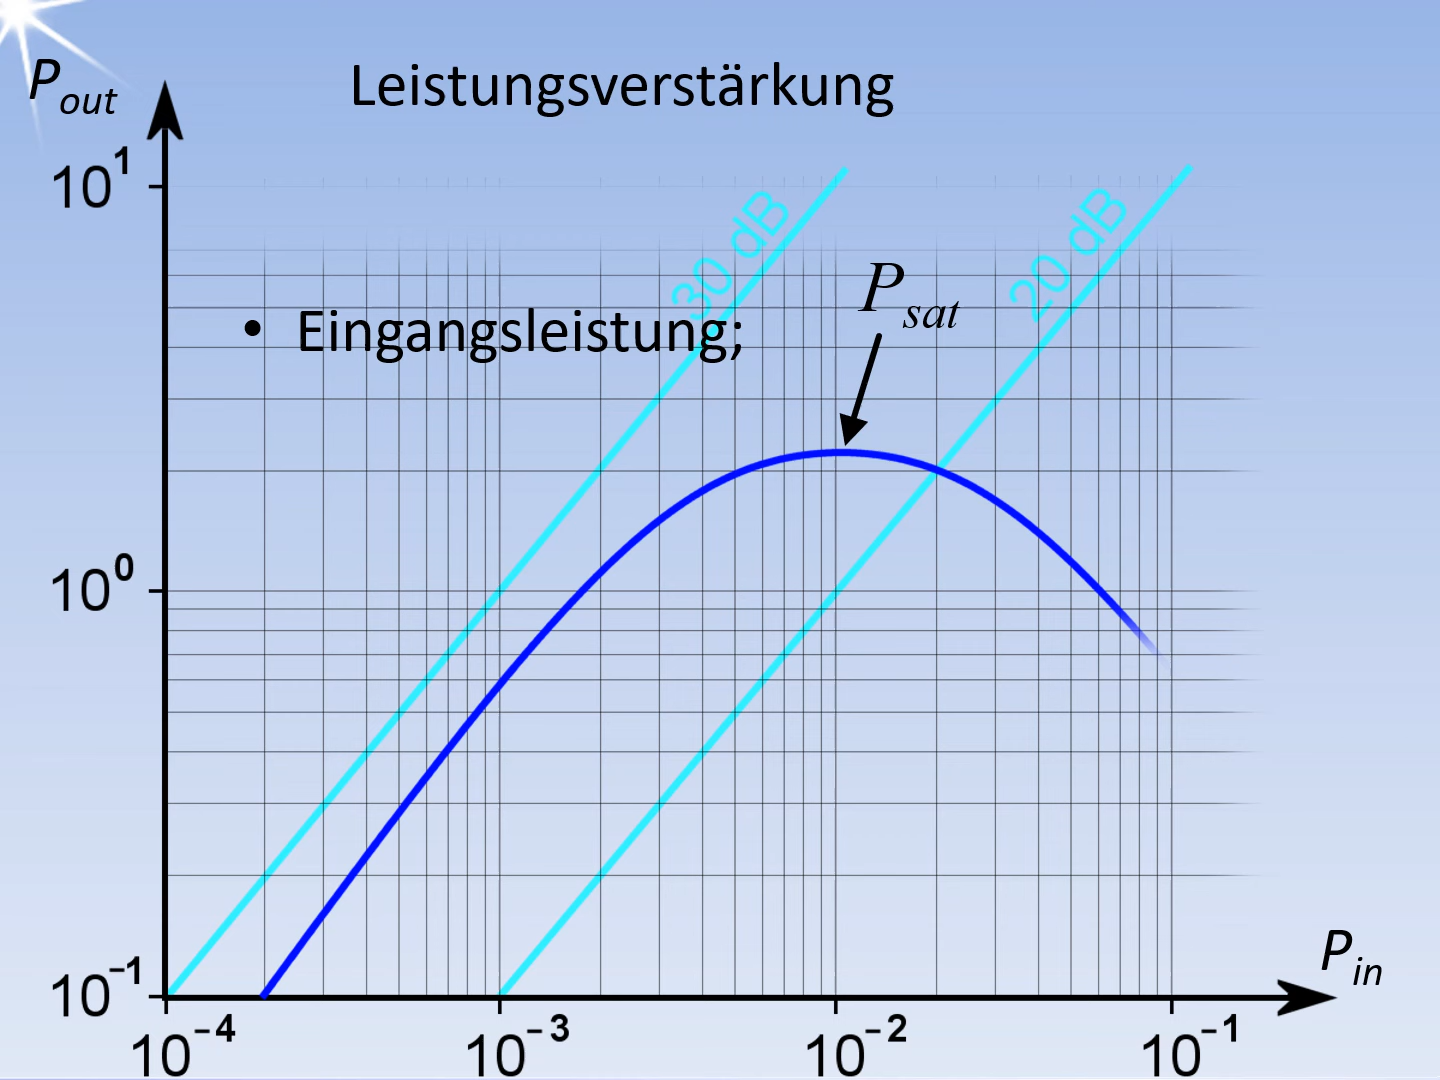 P_out
Leistungsverstärkung
10^1
30 dB
20 dB
P_sat
• Eingangsleistung;
10^0
P_in
10^-1
10^-4 10^-3 10^-2 10^-1